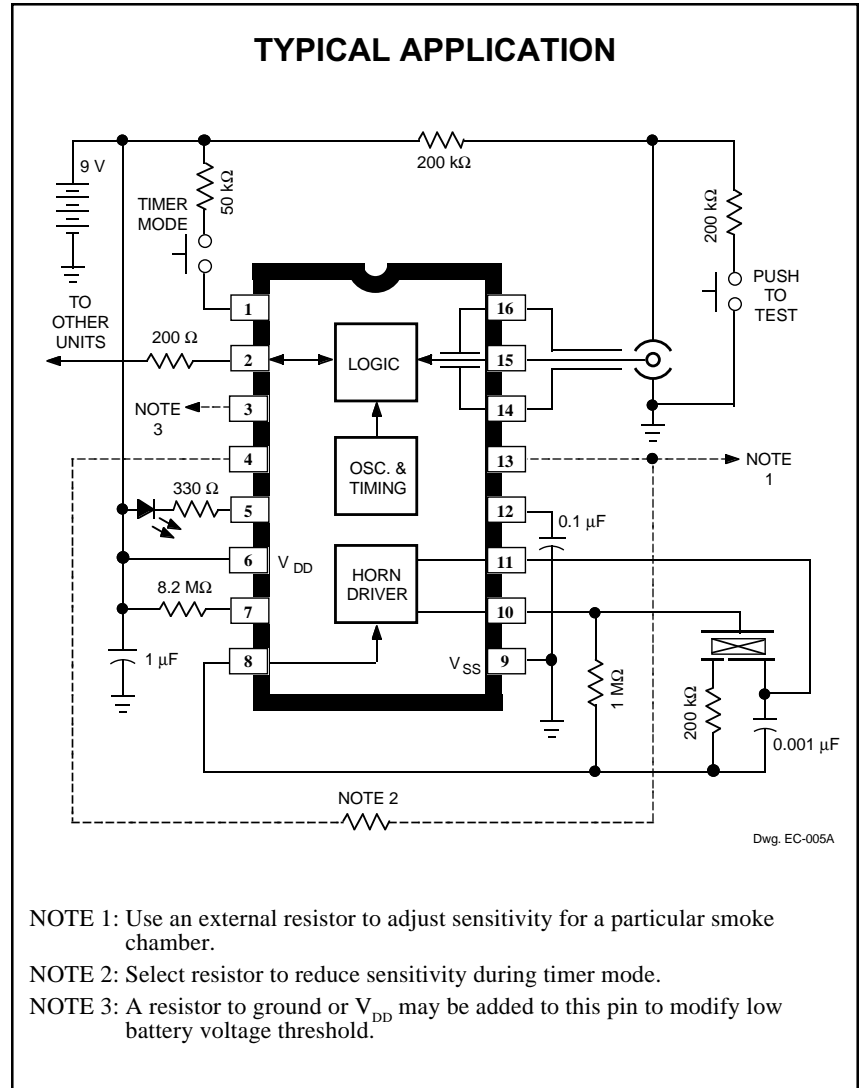 TYPICAL APPLICATION
9 V
200 kΩ
50 kΩ
TIMER
MODE
200 kΩ
PUSH
TO
TEST
TO
OTHER
UNITS
200 Ω
1
2
NOTE
3
3
4
330 Ω
5
6
V DD
8.2 MΩ
7
1 μF
8
LOGIC
OSC. &
TIMING
HORN
DRIVER
16
15
14
13
NOTE
1
12
0.1 μF
11
10
VSS
9
1 MΩ
200 kΩ
0.001 μF
NOTE 2
Dwg. EC-005A
NOTE 1: Use an external resistor to adjust sensitivity for a particular smoke
chamber.
NOTE 2: Select resistor to reduce sensitivity during timer mode.
NOTE 3: A resistor to ground or VDD may be added to this pin to modify low
battery voltage threshold.